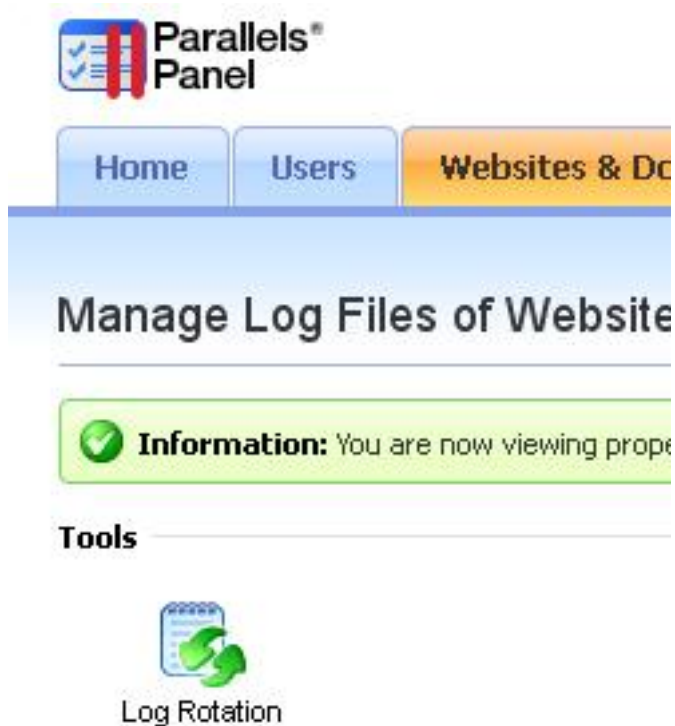 Parallels®
Panel
Home Users Websites & Do
Manage Log Files of Website
Information: You are now viewing prope
Tools
Log Rotation